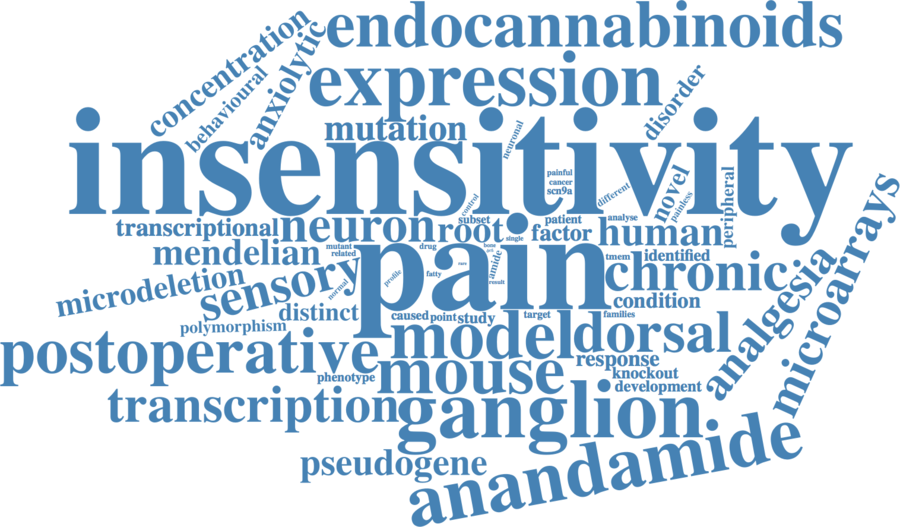 endocannabinoids
concentration
behavioural
anxiolytic
expression
disorder
mutation
neuronal
insensitivity
painful
cancer
scn9a
different
novel
painless
peripheral
control
subset
transcriptional
neuron
root
single
patient
factor
analyse
human
mendelian
mutant
related
pain
drug
bone
amide
tmem
identified
chronic
microarrays
analgesia
microdeletion
sensory
normal
profile
fatty
rare
result
condition
distinct
polymorphism
caused
point
study
target
families
postoperative
model
dorsal
response
phenotype
mouse
knockout
development
transcription
ganglion
pseudogene
anandamide